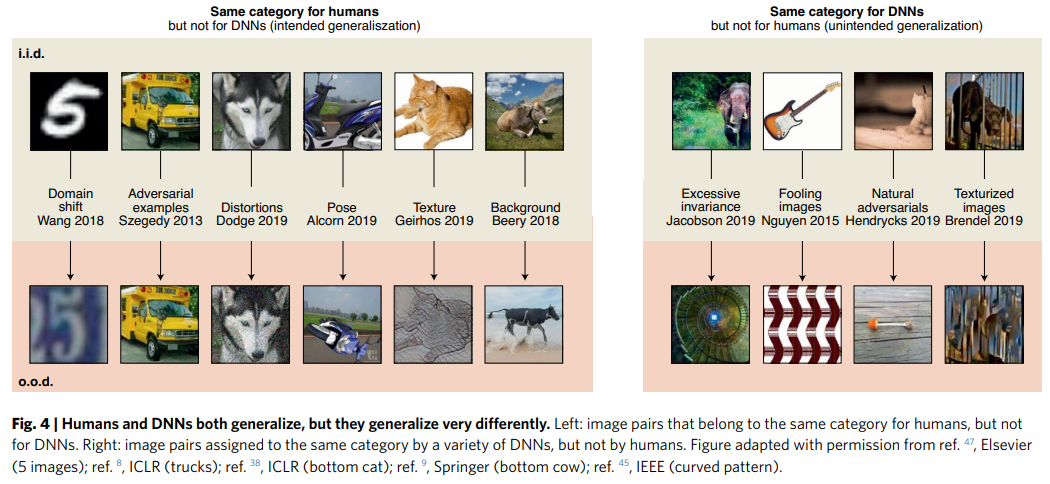 Same category for humans
but not for DNNs (intended generaliszation)
Same category for DNNs
but not for humans (unintended generalization)
i.i.d.
Domain
shift
Wang 2018
Adversarial
examples
Szegedy 2013
Distortions
Dodge 2019
Pose
Alcorn 2019
Texture
Geirhos 2019
Background
Beery 2018
Excessive
invariance
Jacobson 2019
Fooling
images
Nguyen 2015
Natural
adversarials
Hendrycks 2019
Texturized
images
Brendel 2019
o.o.d.
Fig. 4 | Humans and DNNs both generalize, but they generalize very differently. Left: image pairs that belong to the same category for humans, but not
for DNNs. Right: image pairs assigned to the same category by a variety of DNNs, but not by humans. Figure adapted with permission from ref. 47, Elsevier
(5 images); ref. 8, ICLR (trucks); ref. 38, ICLR (bottom cat); ref. 9, Springer (bottom cow); ref. 45, IEEE (curved pattern).